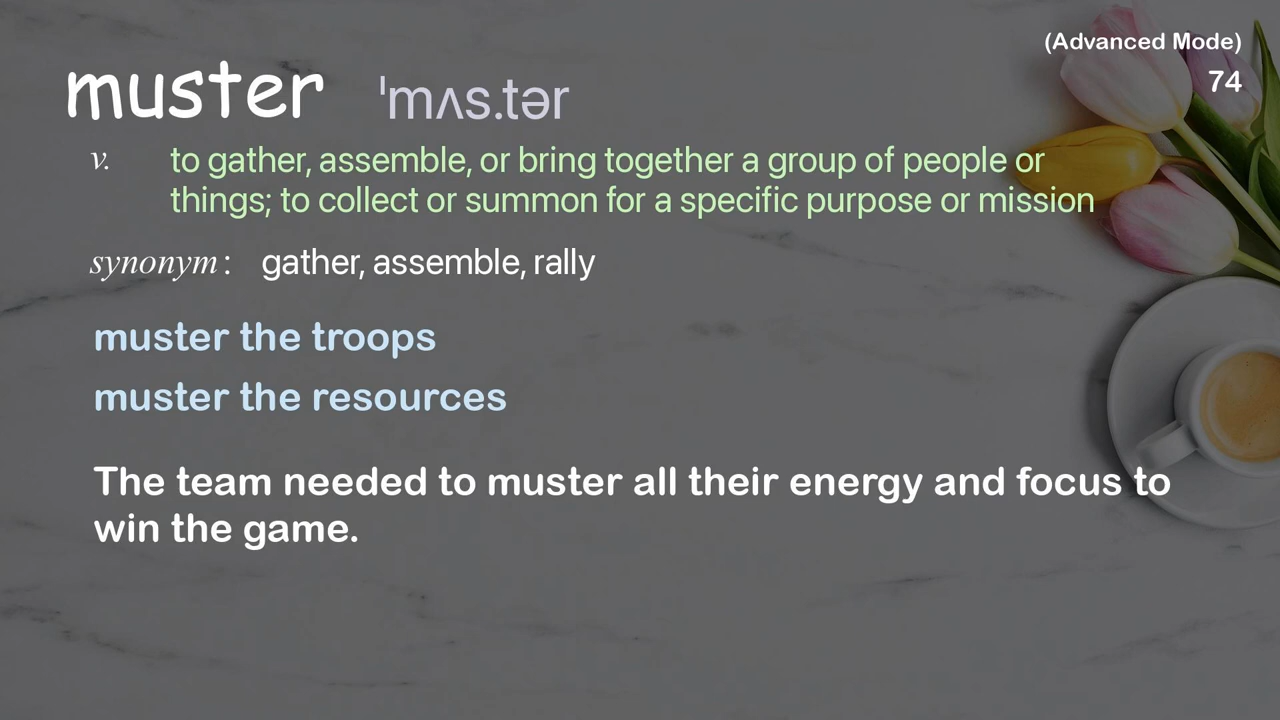 (Advanced Mode)
muster ˈmʌs.tər
74
v. to gather, assemble, or bring together a group of people or
things; to collect or summon for a specific purpose or mission
synonym : gather, assemble, rally
muster the troops
muster the resources
The team needed to muster all their energy and focus to
win the game.